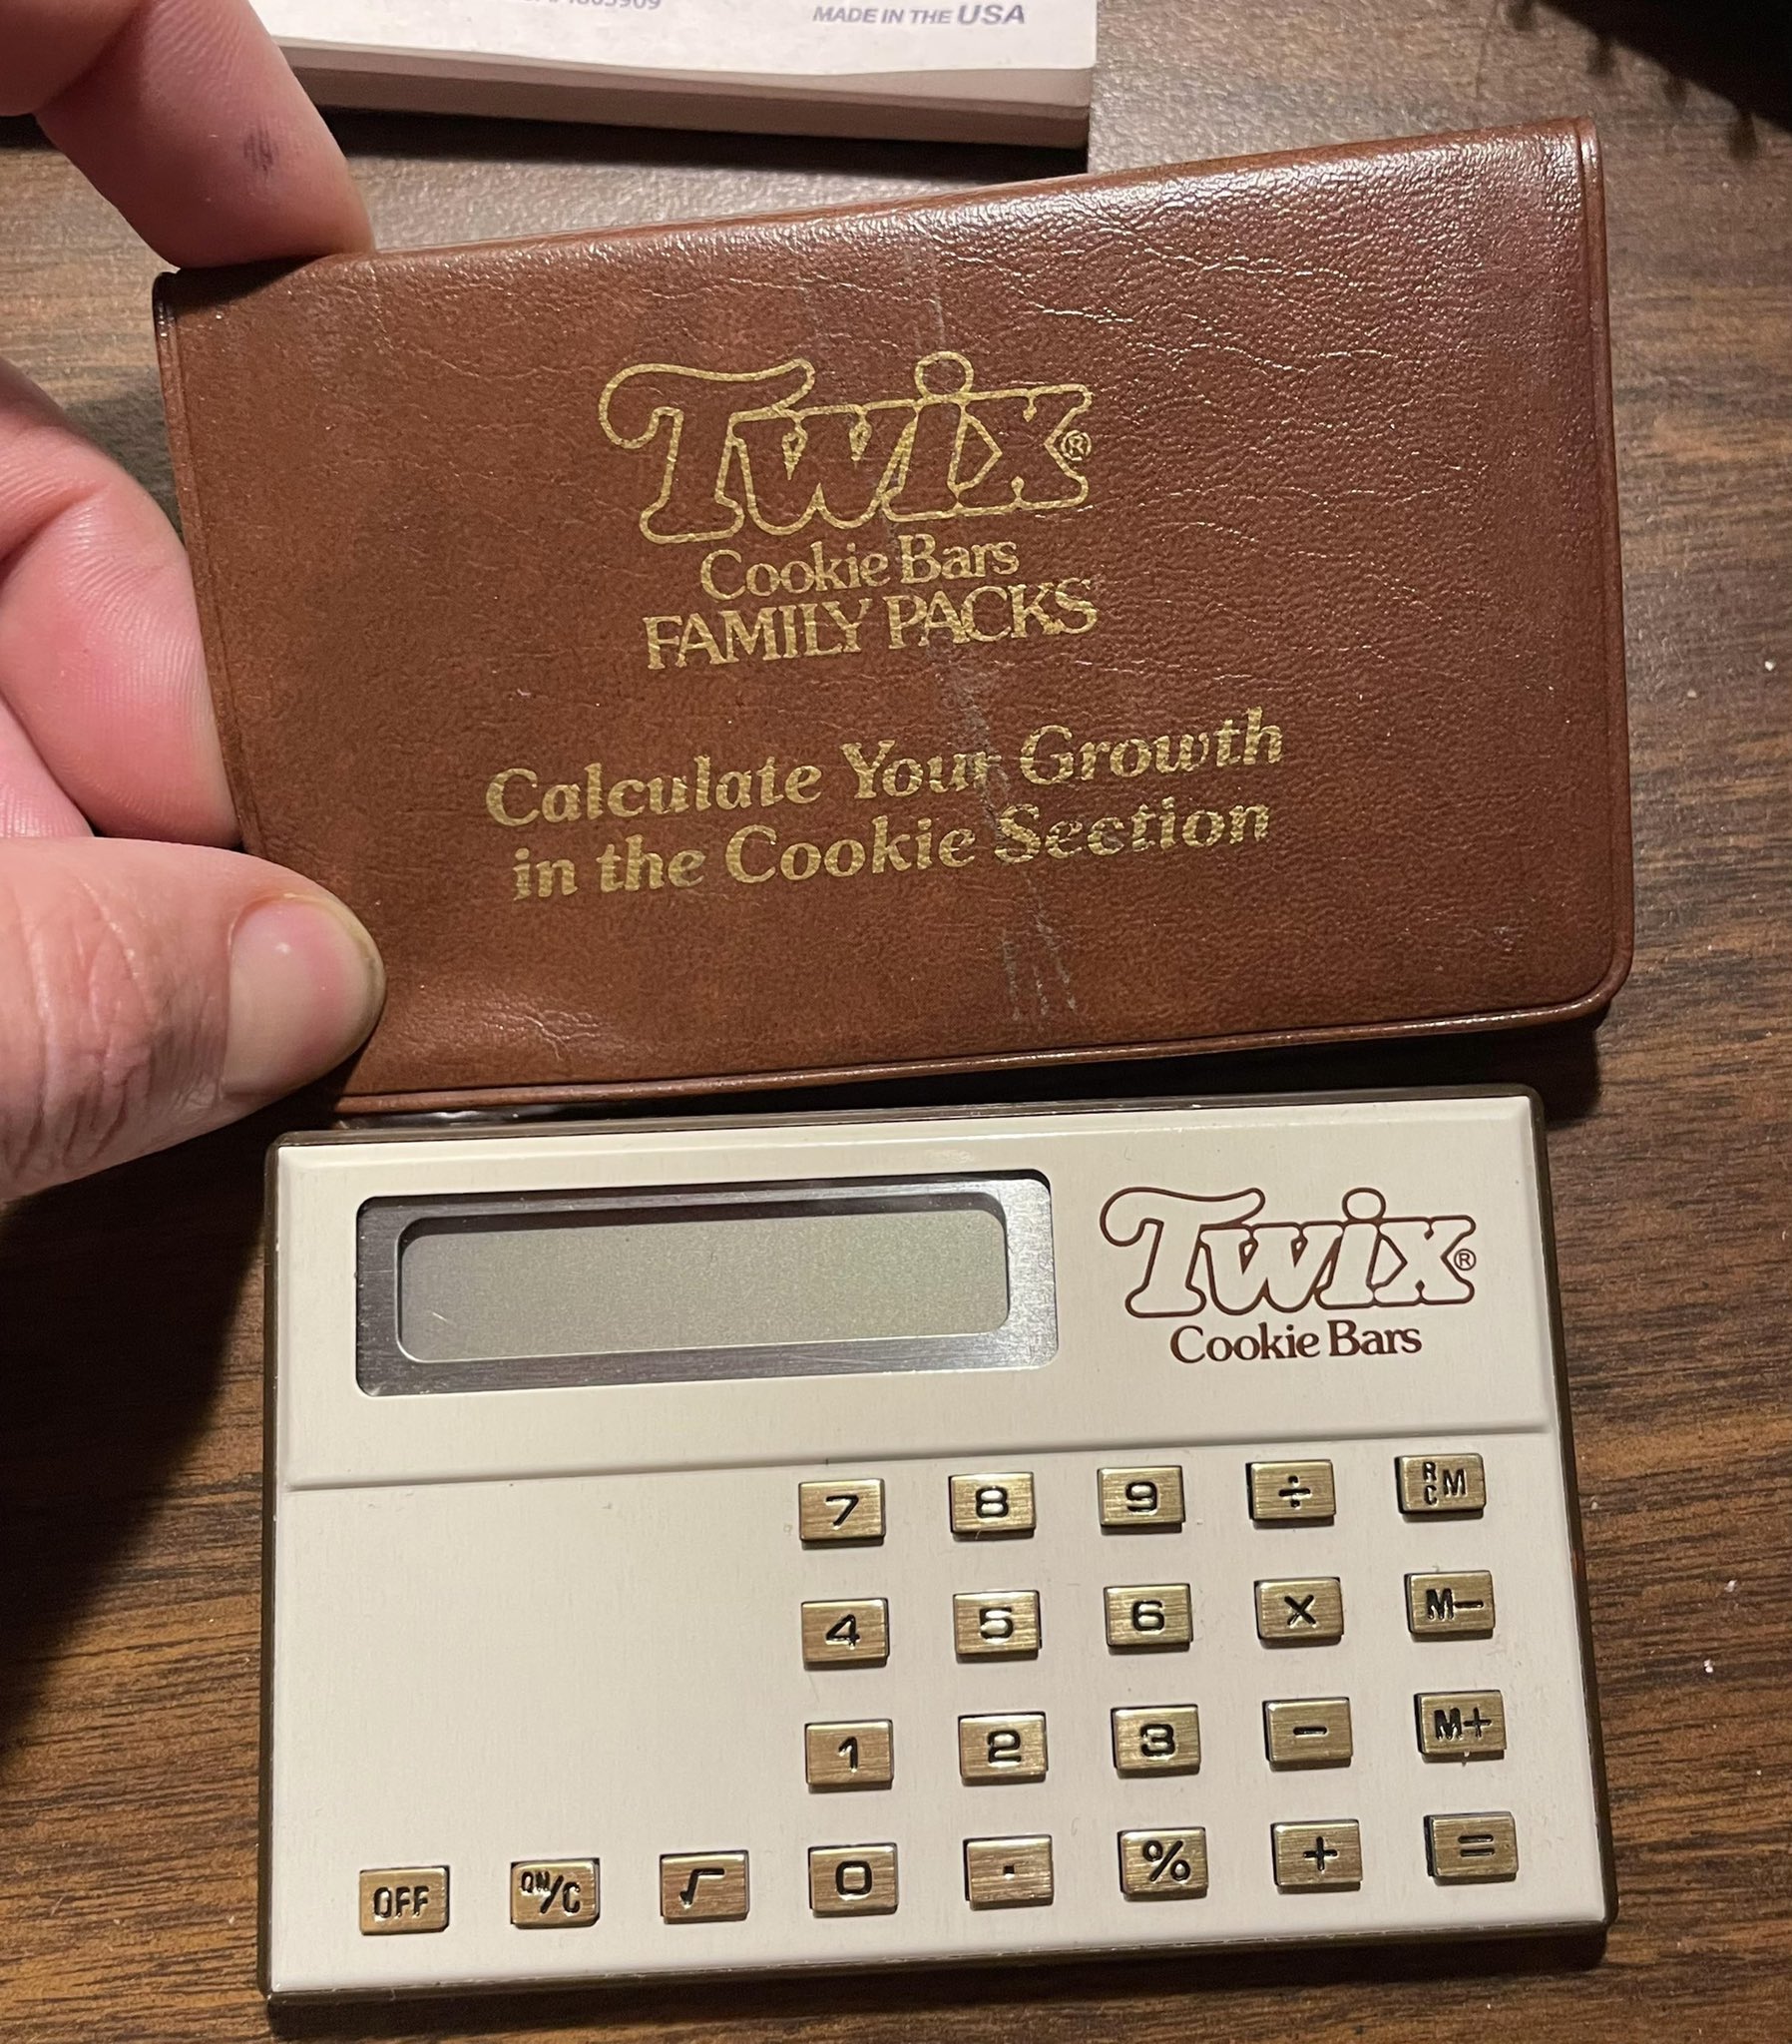 MADE IN THE USA
Twix®
Cookie Bars
FAMILY PACKS
Calculate Your Growth
in the Cookie Section
Twix®
Cookie Bars
7 8 9 ÷ RCM
4 5 6 × M−
1 2 3 − M+
OFF ON/C √ 0 . % + =